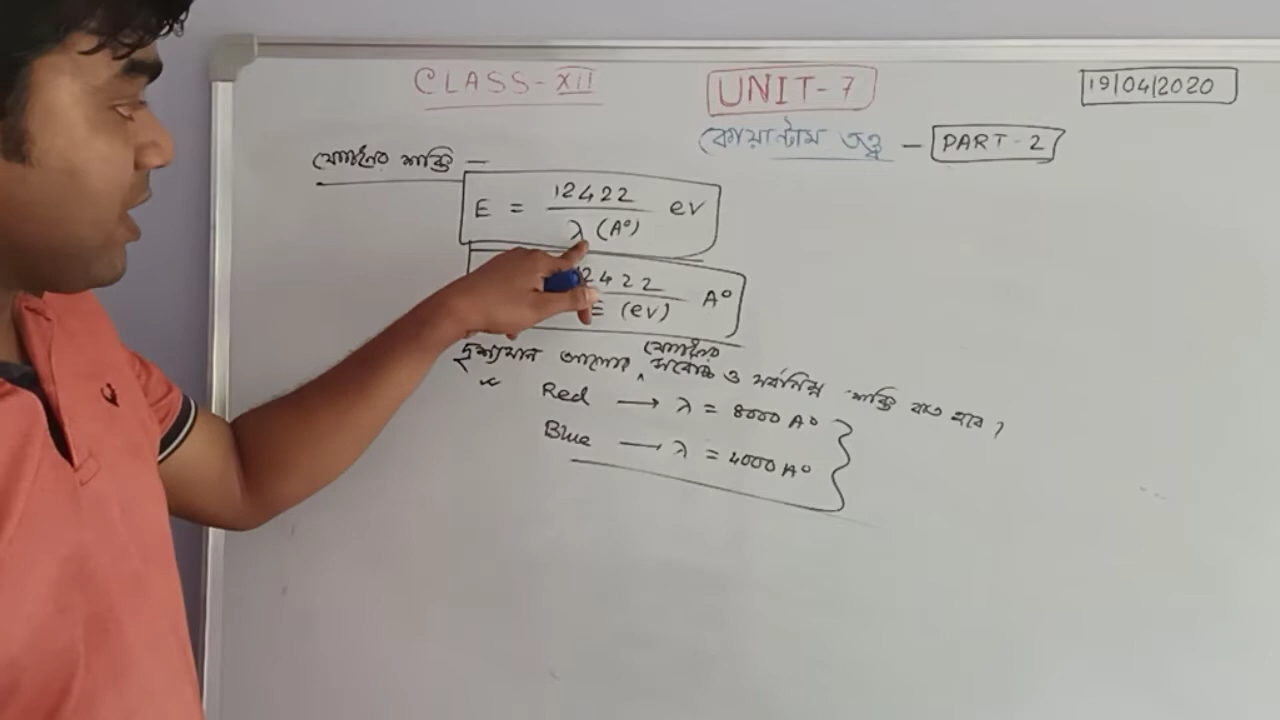 CLASS-XII
UNIT-7
19/04/2020
কোয়ান্টাম তত্ত্ব — PART-2
ফোটনের শক্তি —
E = 12422 / λ (A°) eV
12422 / E (eV) A°
ফোটনের
দৃশ্যমান আলোর সর্বোচ্চ ও সর্বনিম্ন শক্তি কত হবে?
Red → λ = 8000 A°
Blue → λ = 4000 A°